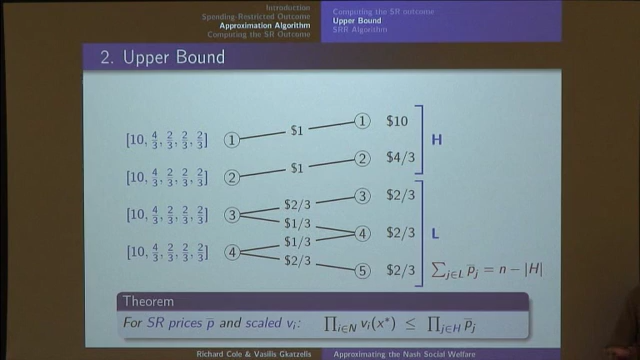 Introduction
Spending-Restricted Outcome
Approximation Algorithm
Computing the SR Outcome
Computing the SR outcome
Upper Bound
SRR Algorithm
2. Upper Bound
[10, 4/3, 2/3, 2/3, 2/3] 1 $1 1 $10
[10, 4/3, 2/3, 2/3, 2/3] 2 $1 2 $4/3
H
[10, 4/3, 2/3, 2/3, 2/3] 3 $2/3 3 $2/3
$1/3
[10, 4/3, 2/3, 2/3, 2/3] 4 $1/3 4 $2/3
L
$2/3 5 $2/3
∑_{j∈L} p̄_j = n − |H|
Theorem
For SR prices p̄ and scaled v_i: ∏_{i∈N} v_i(x*) ≤ ∏_{j∈H} p̄_j
Richard Cole & Vasilis Gkatzelis Approximating the Nash Social Welfare